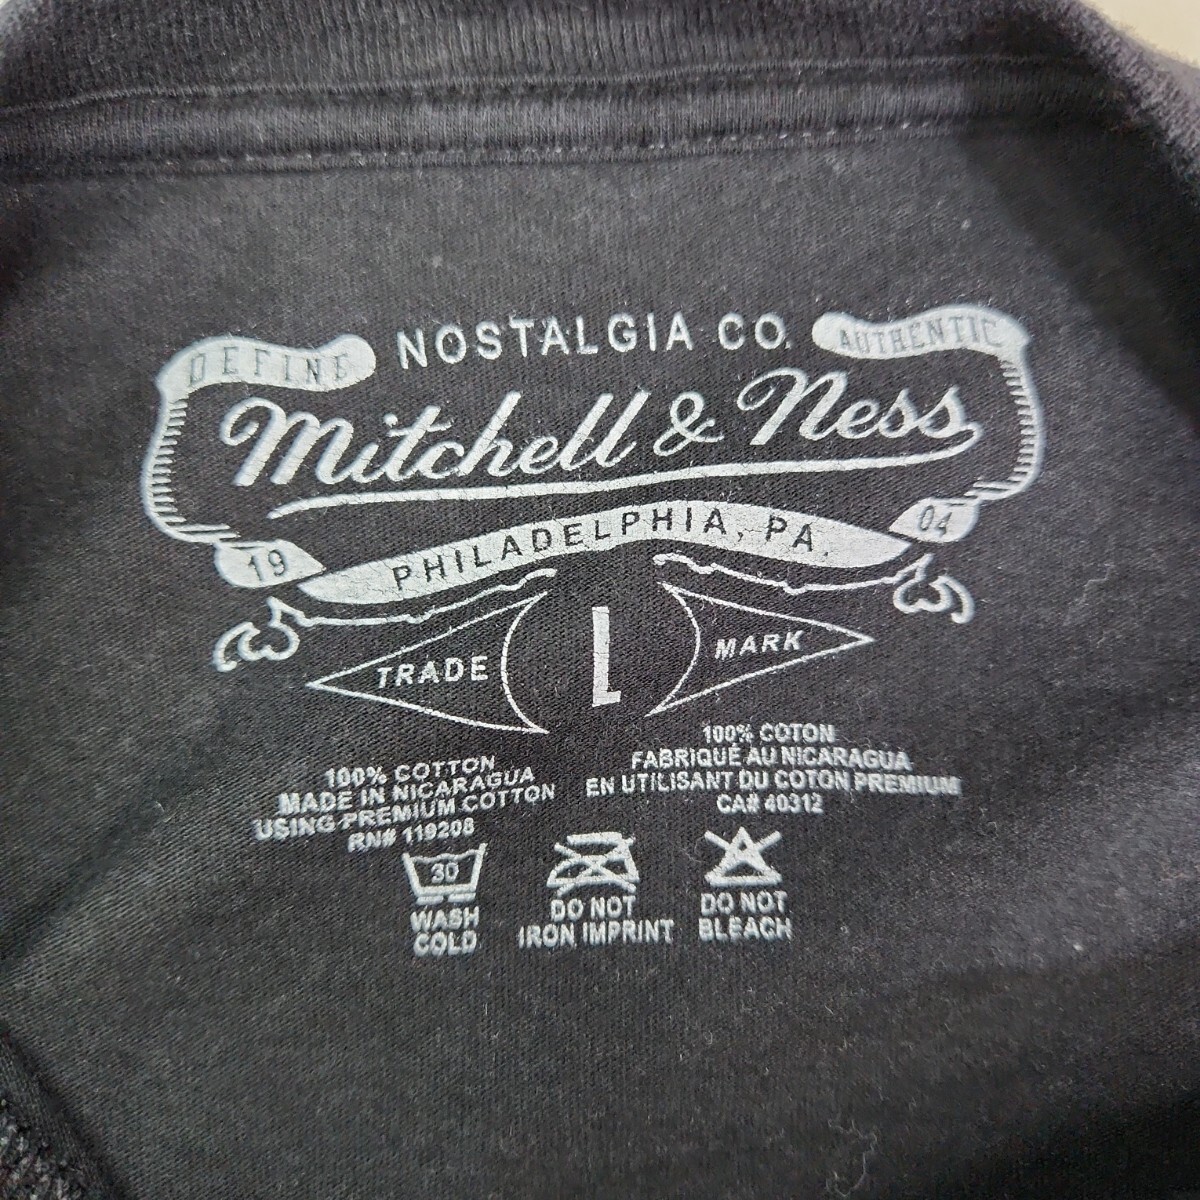 DEFINE NOSTALGIA CO. AUTHENTIC
Mitchell & Ness
19 PHILADELPHIA, PA. 04
TRADE L MARK
100% COTTON
MADE IN NICARAGUA
USING PREMIUM COTTON
RN# 119208
100% COTON
FABRIQUÉ AU NICARAGUA
EN UTILISANT DU COTON PREMIUM
CA# 40312
30
WASH
COLD
DO NOT
IRON IMPRINT
DO NOT
BLEACH